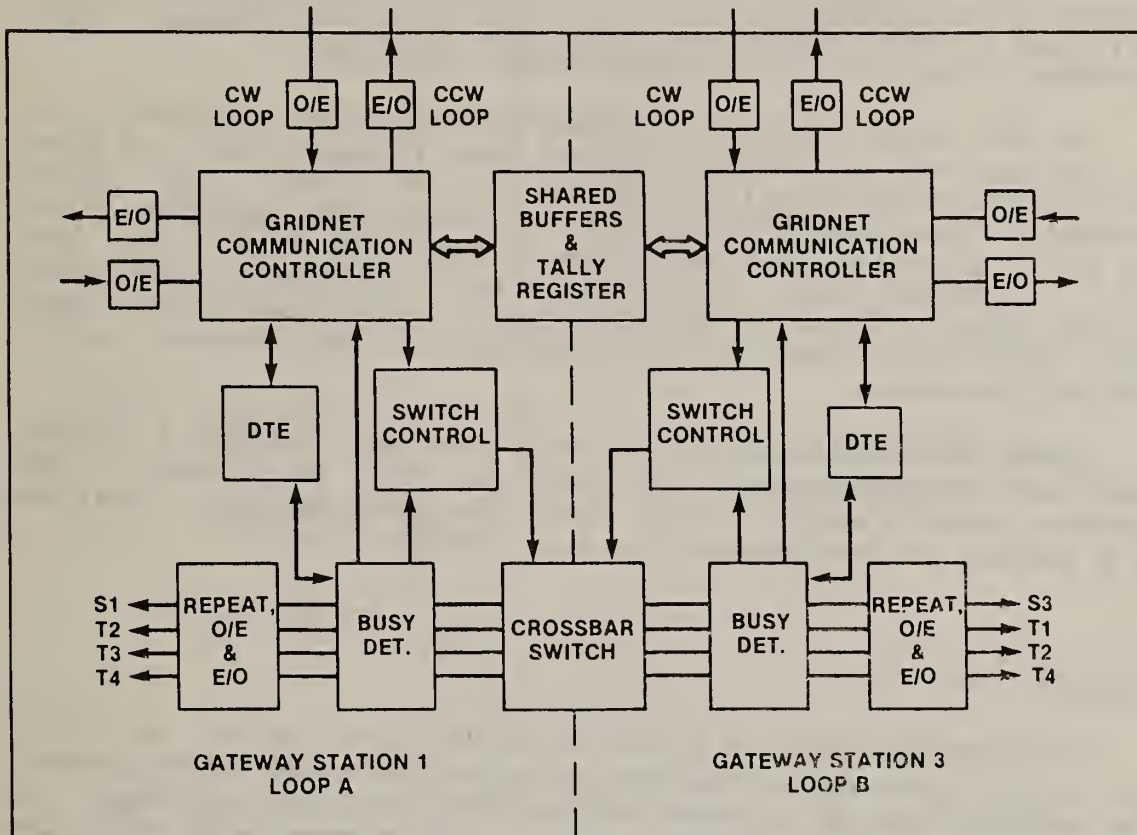 CW
LOOP
O/E
E/O
CCW
LOOP
CW
LOOP
O/E
E/O
CCW
LOOP
E/O
O/E
GRIDNET
COMMUNICATION
CONTROLLER
SHARED
BUFFERS
&
TALLY
REGISTER
GRIDNET
COMMUNICATION
CONTROLLER
O/E
E/O
DTE
SWITCH
CONTROL
SWITCH
CONTROL
DTE
S1
T2
T3
T4
REPEAT,
O/E
&
E/O
BUSY
DET.
CROSSBAR
SWITCH
BUSY
DET.
REPEAT,
O/E
&
E/O
S3
T1
T2
T4
GATEWAY STATION 1
LOOP A
GATEWAY STATION 3
LOOP B